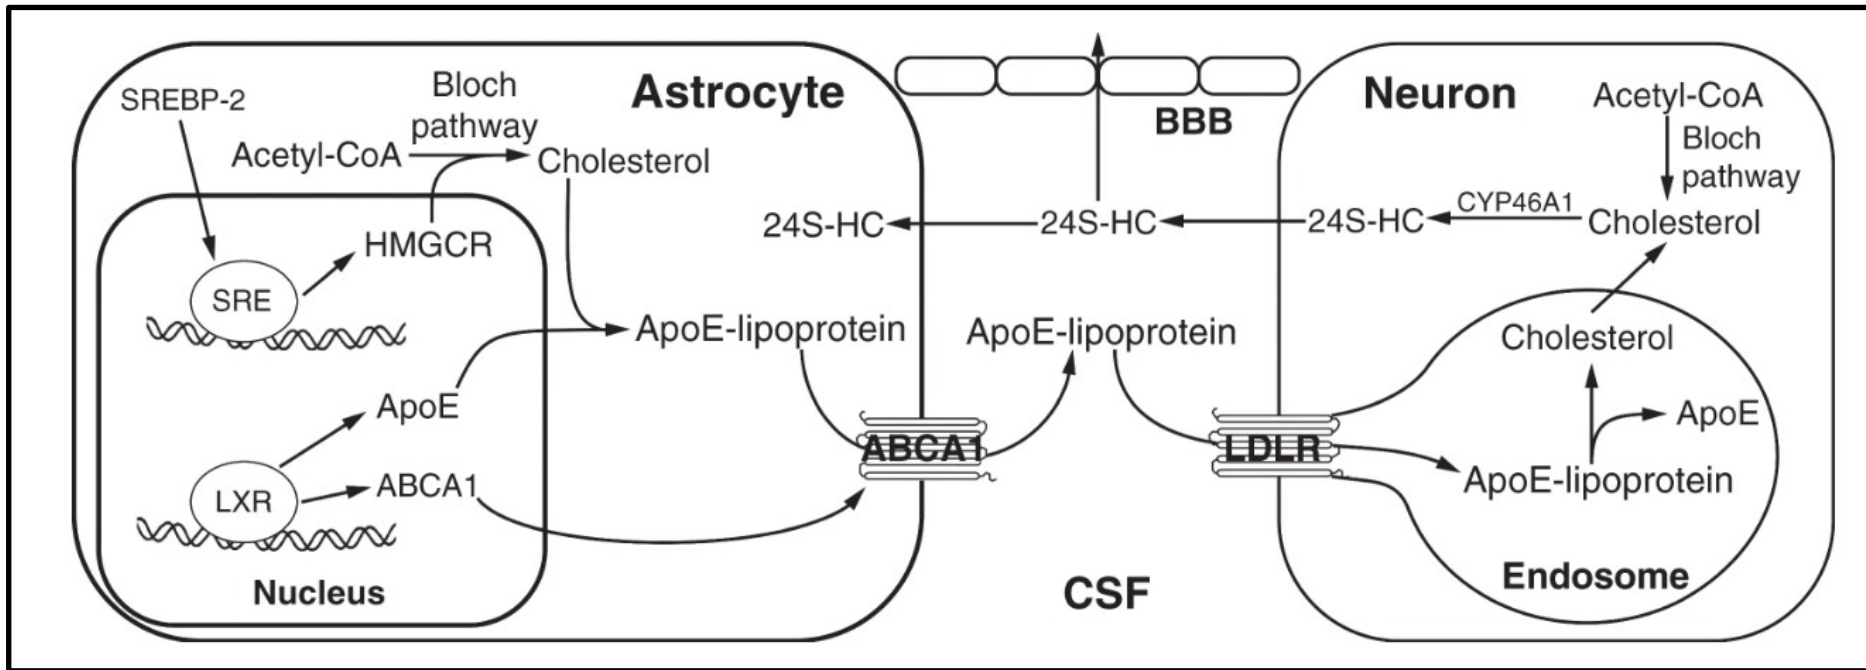 Astrocyte
SREBP-2
Bloch
pathway
Acetyl-CoA
Cholesterol
HMGCR
SRE
24S-HC
ApoE-lipoprotein
ApoE
LXR
ABCA1
Nucleus
ABCA1
BBB
24S-HC
ApoE-lipoprotein
CSF
LDLR
Neuron
Acetyl-CoA
Bloch
pathway
24S-HC
CYP46A1
Cholesterol
Cholesterol
ApoE
ApoE-lipoprotein
Endosome